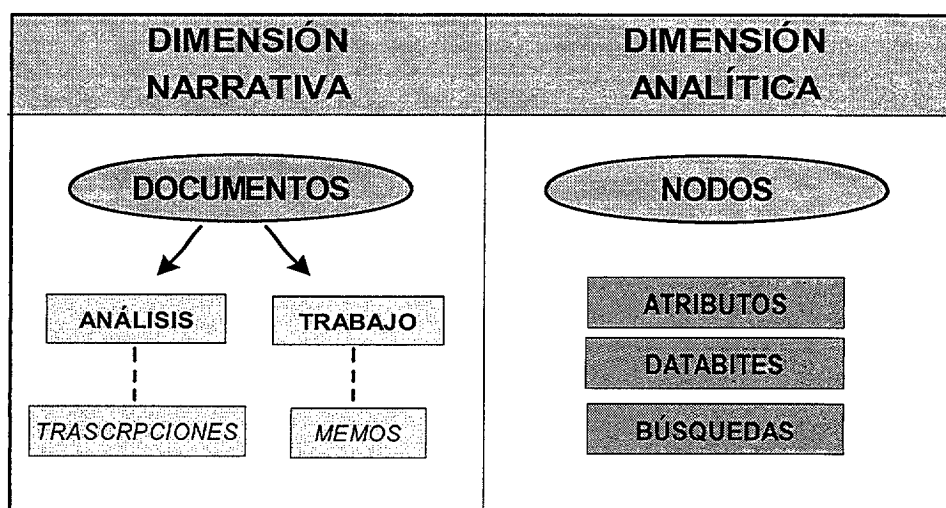 DIMENSIÓN
NARRATIVA
DIMENSIÓN
ANALÍTICA
DOCUMENTOS
ANÁLISIS
TRABAJO
TRASCRPCIONES
MEMOS
NODOS
ATRIBUTOS
DATABITES
BÚSQUEDAS